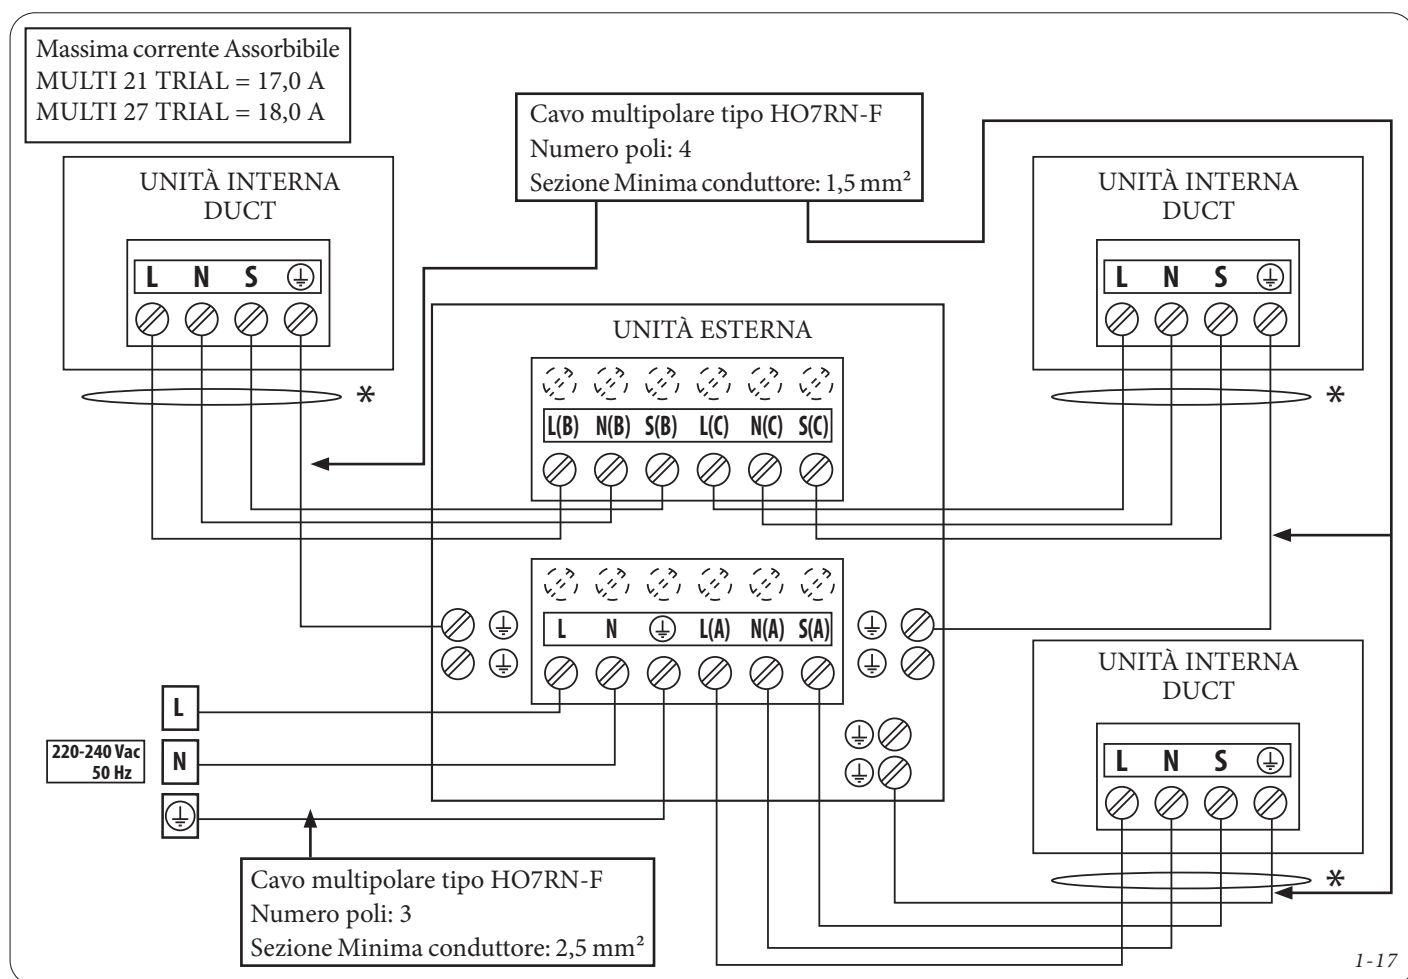 Massima corrente Assorbibile
MULTI 21 TRIAL = 17,0 A
MULTI 27 TRIAL = 18,0 A
Cavo multipolare tipo HO7RN-F
Numero poli: 4
Sezione Minima conduttore: 1,5 mm²
UNITÀ INTERNA
DUCT
L N S
*
UNITÀ INTERNA
DUCT
L N S
*
UNITÀ ESTERNA
L(B) N(B) S(B) L(C) N(C) S(C)
L N L(A) N(A) S(A)
UNITÀ INTERNA
DUCT
L N S
*
L
220-240 Vac
50 Hz
N
Cavo multipolare tipo HO7RN-F
Numero poli: 3
Sezione Minima conduttore: 2,5 mm²
1-17